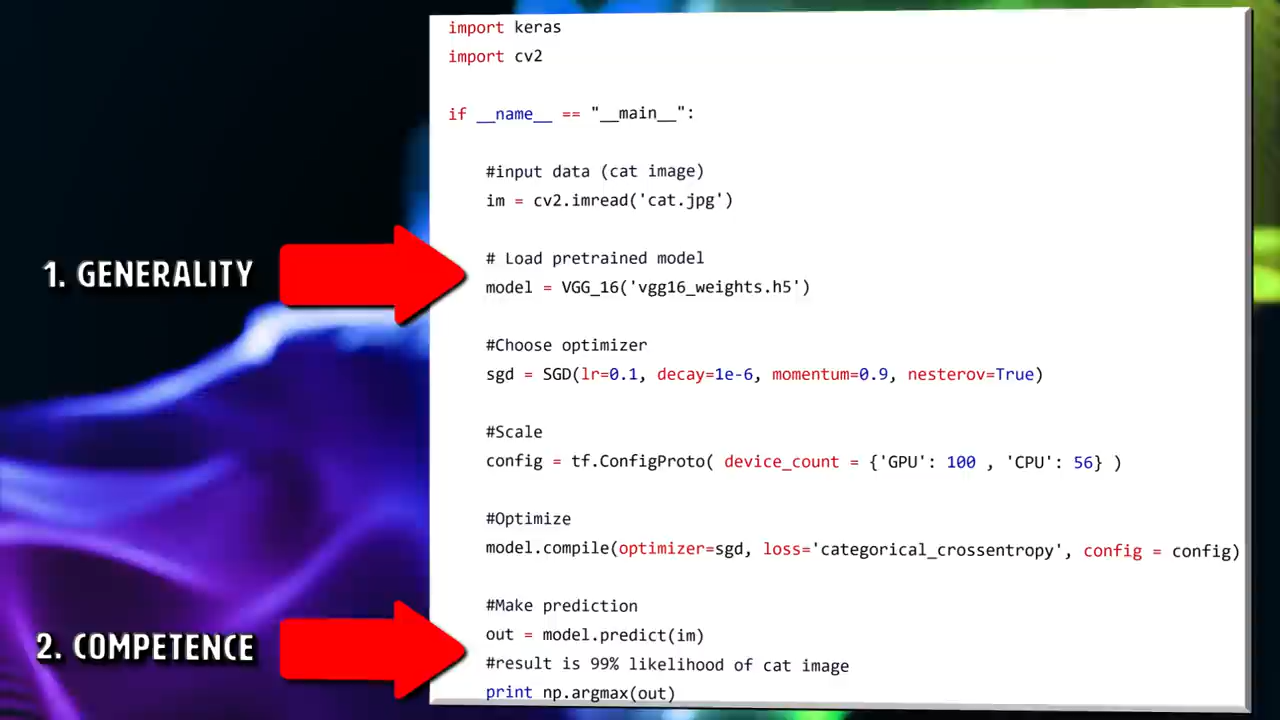 import keras
import cv2
if __name__ == "__main__":
#input data (cat image)
im = cv2.imread('cat.jpg')
1. GENERALITY
# Load pretrained model
model = VGG_16('vgg16_weights.h5')
#Choose optimizer
sgd = SGD(lr=0.1, decay=1e-6, momentum=0.9, nesterov=True)
#Scale
config = tf.ConfigProto( device_count = {'GPU': 100 , 'CPU': 56} )
#Optimize
model.compile(optimizer=sgd, loss='categorical_crossentropy', config = config)
#Make prediction
out = model.predict(im)
2. COMPETENCE
#result is 99% likelihood of cat image
print np.argmax(out)